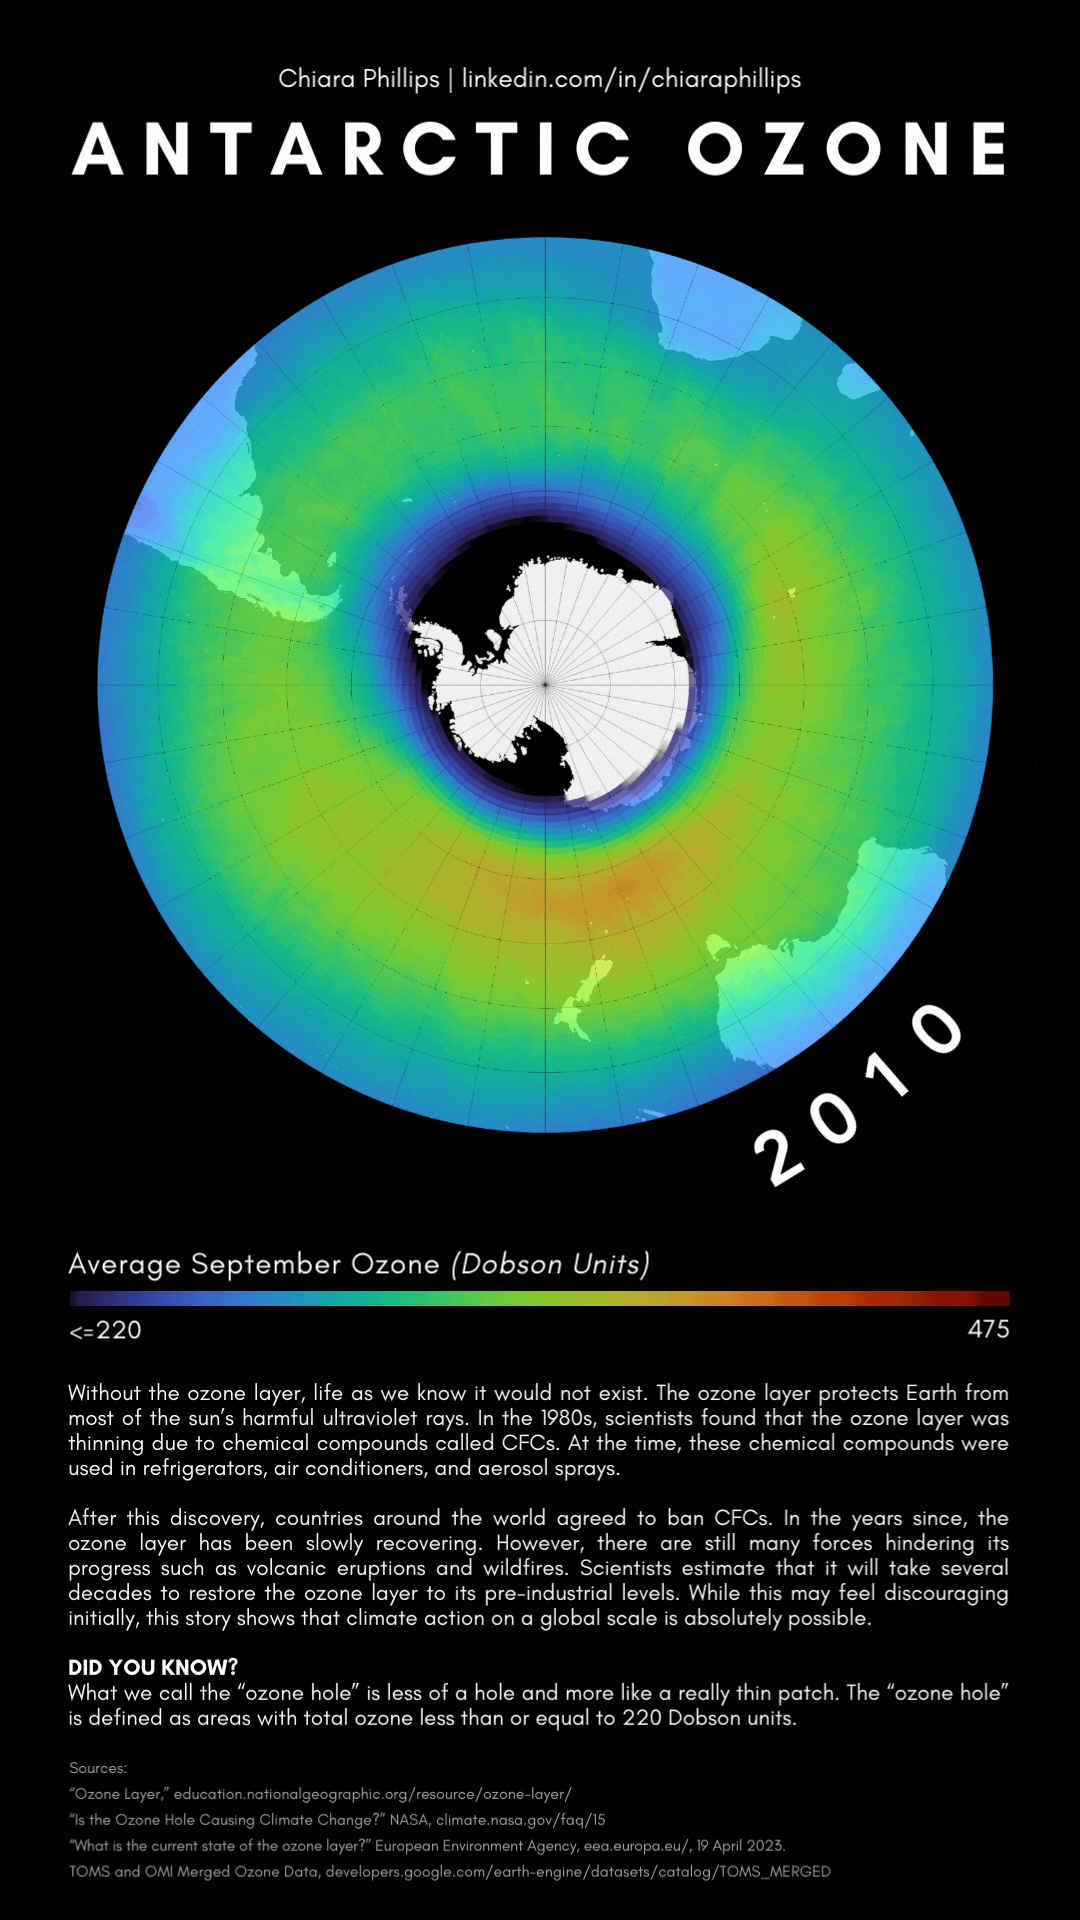 Chiara Phillips | linkedin.com/in/chiaraphillips
ANTARCTIC OZONE
2010
Average September Ozone (Dobson Units)
<=220
475
Without the ozone layer, life as we know it would not exist. The ozone layer protects Earth from
most of the sun’s harmful ultraviolet rays. In the 1980s, scientists found that the ozone layer was
thinning due to chemical compounds called CFCs. At the time, these chemical compounds were
used in refrigerators, air conditioners, and aerosol sprays.
After this discovery, countries around the world agreed to ban CFCs. In the years since, the
ozone layer has been slowly recovering. However, there are still many forces hindering its
progress such as volcanic eruptions and wildfires. Scientists estimate that it will take several
decades to restore the ozone layer to its pre-industrial levels. While this may feel discouraging
initially, this story shows that climate action on a global scale is absolutely possible.
DID YOU KNOW?
What we call the “ozone hole” is less of a hole and more like a really thin patch. The “ozone hole”
is defined as areas with total ozone less than or equal to 220 Dobson units.
Sources:
“Ozone Layer,” education.nationalgeographic.org/resource/ozone-layer/
“Is the Ozone Hole Causing Climate Change?” NASA, climate.nasa.gov/faq/15
“What is the current state of the ozone layer?” European Environment Agency, eea.europa.eu/, 19 April 2023.
TOMS and OMI Merged Ozone Data, developers.google.com/earth-engine/datasets/catalog/TOMS_MERGED